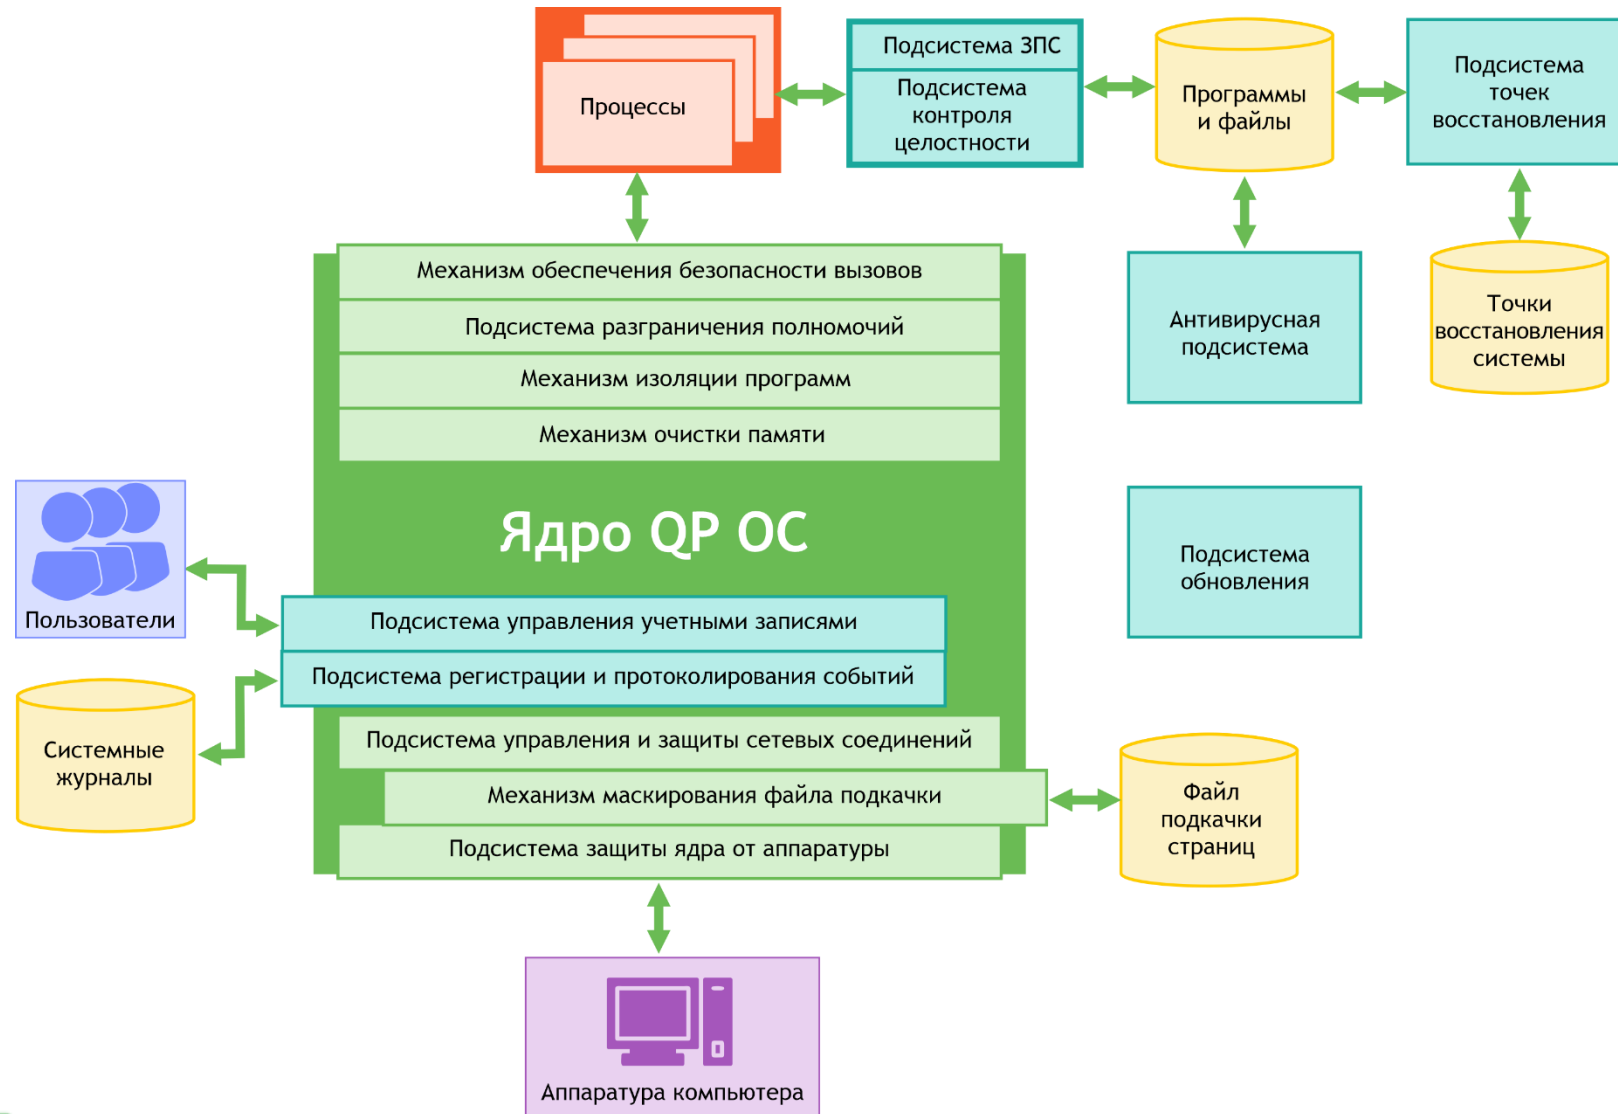 Процессы
Подсистема ЗПС
Подсистема
контроля
целостности
Программы
и файлы
Подсистема
точек
восстановления
Механизм обеспечения безопасности вызовов
Подсистема разграничения полномочий
Механизм изоляции программ
Механизм очистки памяти
Антивирусная
подсистема
Точки
восстановления
системы
Ядро QP ОС
Подсистема
обновления
Пользователи
Подсистема управления учетными записями
Подсистема регистрации и протоколирования событий
Системные
журналы
Подсистема управления и защиты сетевых соединений
Механизм маскирования файла подкачки
Подсистема защиты ядра от аппаратуры
Файл
подкачки
страниц
Аппаратура компьютера